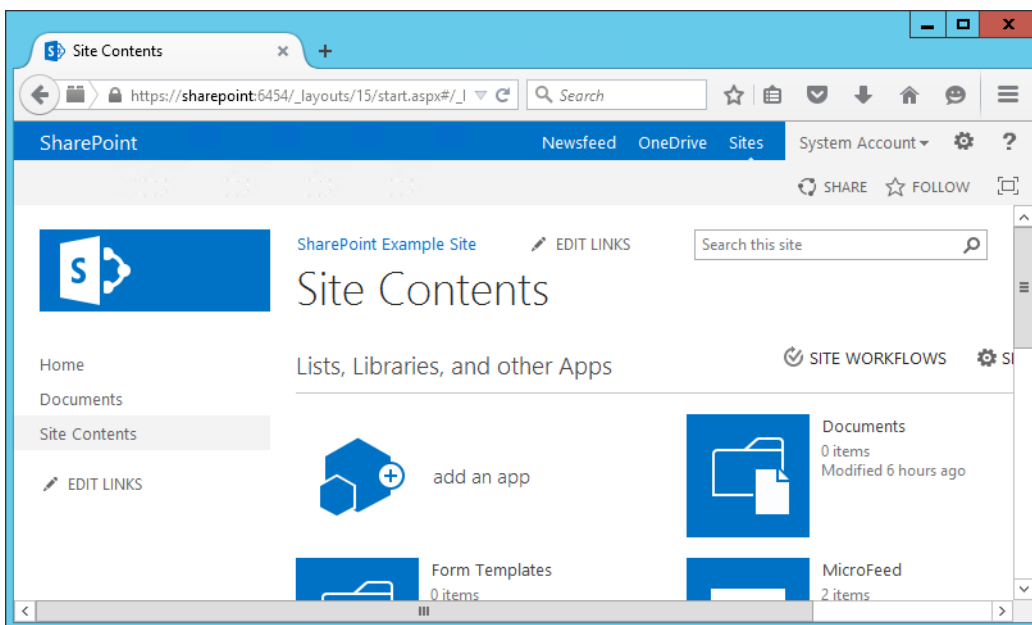 Site Contents
https://sharepoint:6454/_layouts/15/start.aspx#/_l
Search
SharePoint
Newsfeed OneDrive Sites System Account ?
SHARE FOLLOW
S
SharePoint Example Site EDIT LINKS Search this site
Site Contents
Home
Lists, Libraries, and other Apps SITE WORKFLOWS
Documents
Site Contents
EDIT LINKS
add an app
Documents
0 items
Modified 6 hours ago
Form Templates
0 items
MicroFeed
2 items